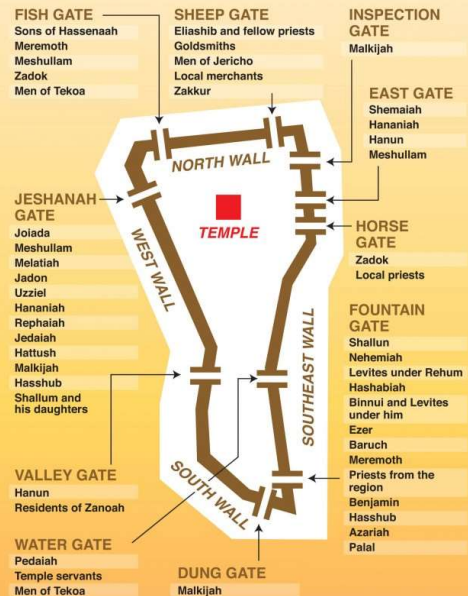 FISH GATE
Sons of Hassenaah
Meremoth
Meshullam
Zadok
Men of Tekoa
SHEEP GATE
Eliashib and fellow priests
Goldsmiths
Men of Jericho
Local merchants
Zakkur
INSPECTION
GATE
Malkijah
EAST GATE
Shemaiah
Hananiah
Hanun
Meshullam
NORTH WALL
TEMPLE
JESHANAH
GATE
Joiada
Meshullam
Melatiah
Jadon
Uzziel
Hananiah
Rephaiah
Jedaiah
Hattush
Malkijah
Hasshub
Shallum and
his daughters
WEST WALL
HORSE
GATE
Zadok
Local priests
SOUTHEAST WALL
FOUNTAIN
GATE
Shallun
Nehemiah
Levites under Rehum
Hashabiah
Binnui and Levites
under him
Ezer
Baruch
Meremoth
Priests from the
region
Benjamin
Hasshub
Azariah
Palal
VALLEY GATE
Hanun
Residents of Zanoah
SOUTH WALL
WATER GATE
Pedaiah
Temple servants
Men of Tekoa
DUNG GATE
Malkijah